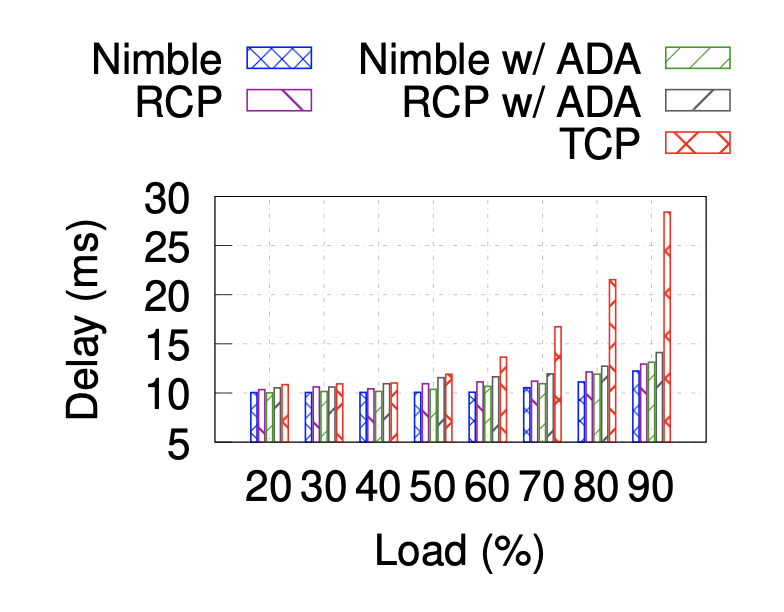 Nimble
Nimble w/ ADA
RCP
RCP w/ ADA
TCP
30
25
20
15
10
5
Delay (ms)
20 30 40 50 60 70 80 90
Load (%)